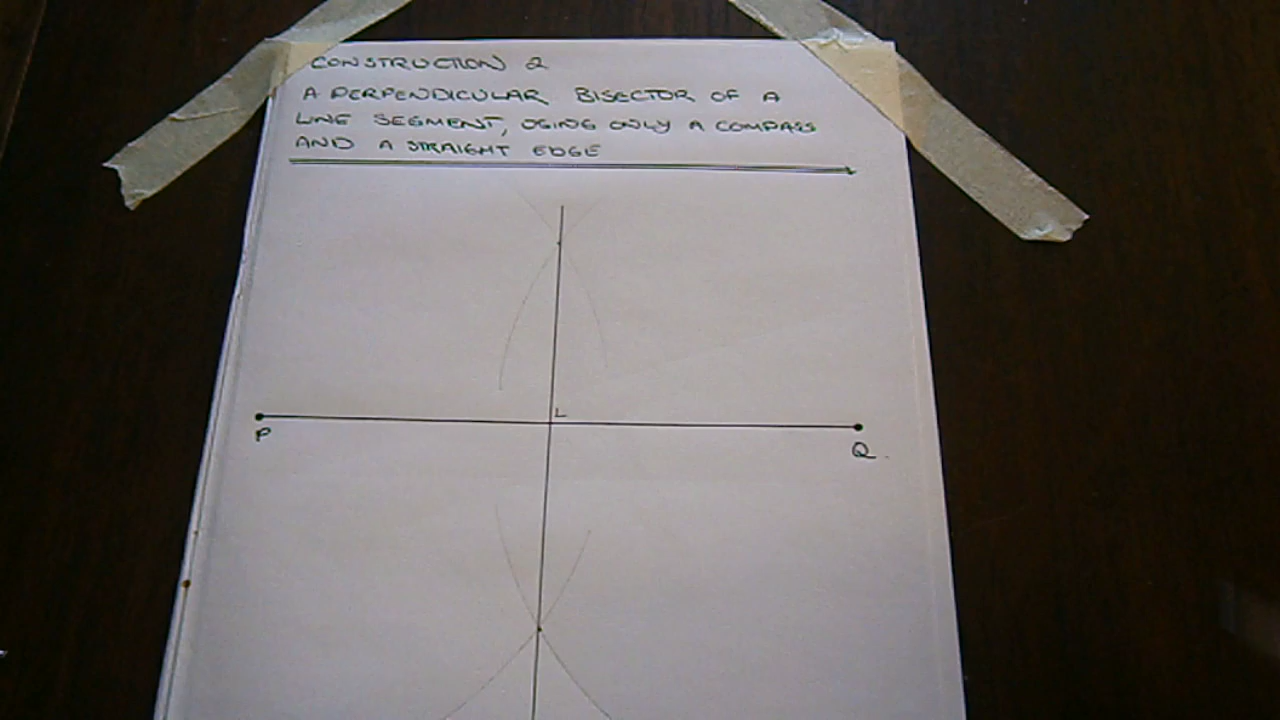 CONSTRUCTION 2
A PERPENDICULAR BISECTOR OF A
LINE SEGMENT, USING ONLY A COMPASS
AND A STRAIGHT EDGE
P
Q